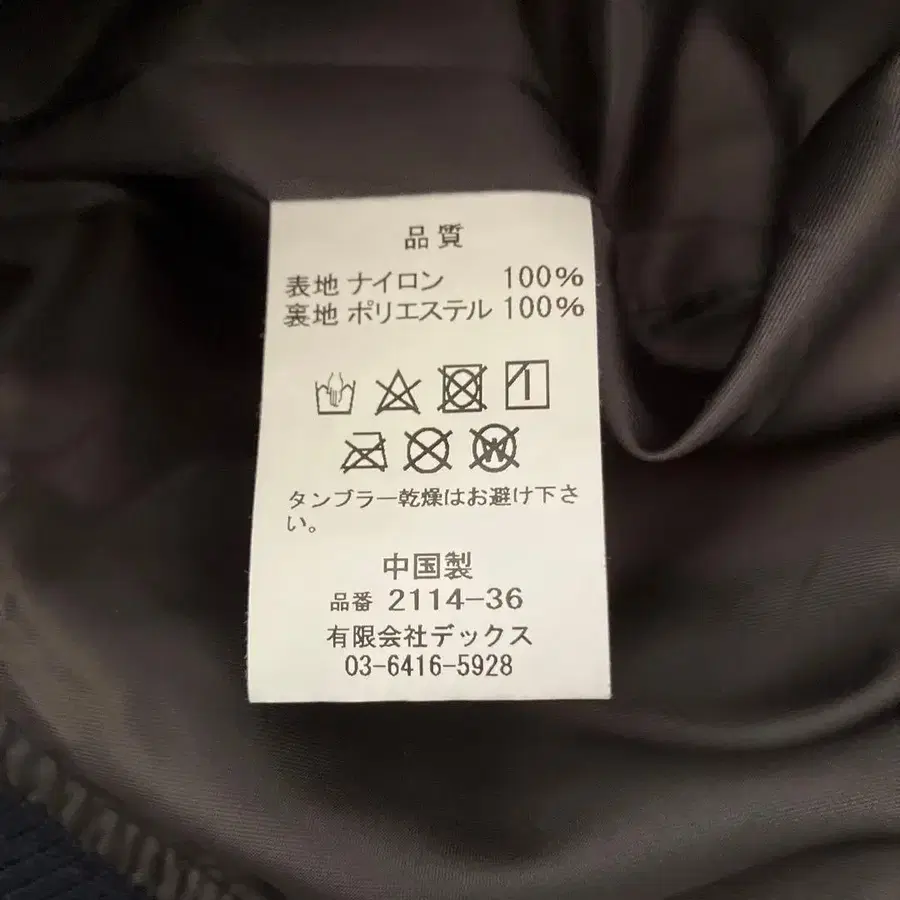 品質
表地 ナイロン 100%
裏地 ポリエステル 100%
タンブラー乾燥はお避け下さ
い。
中国製
品番 2114-36
有限会社デックス
03-6416-5928